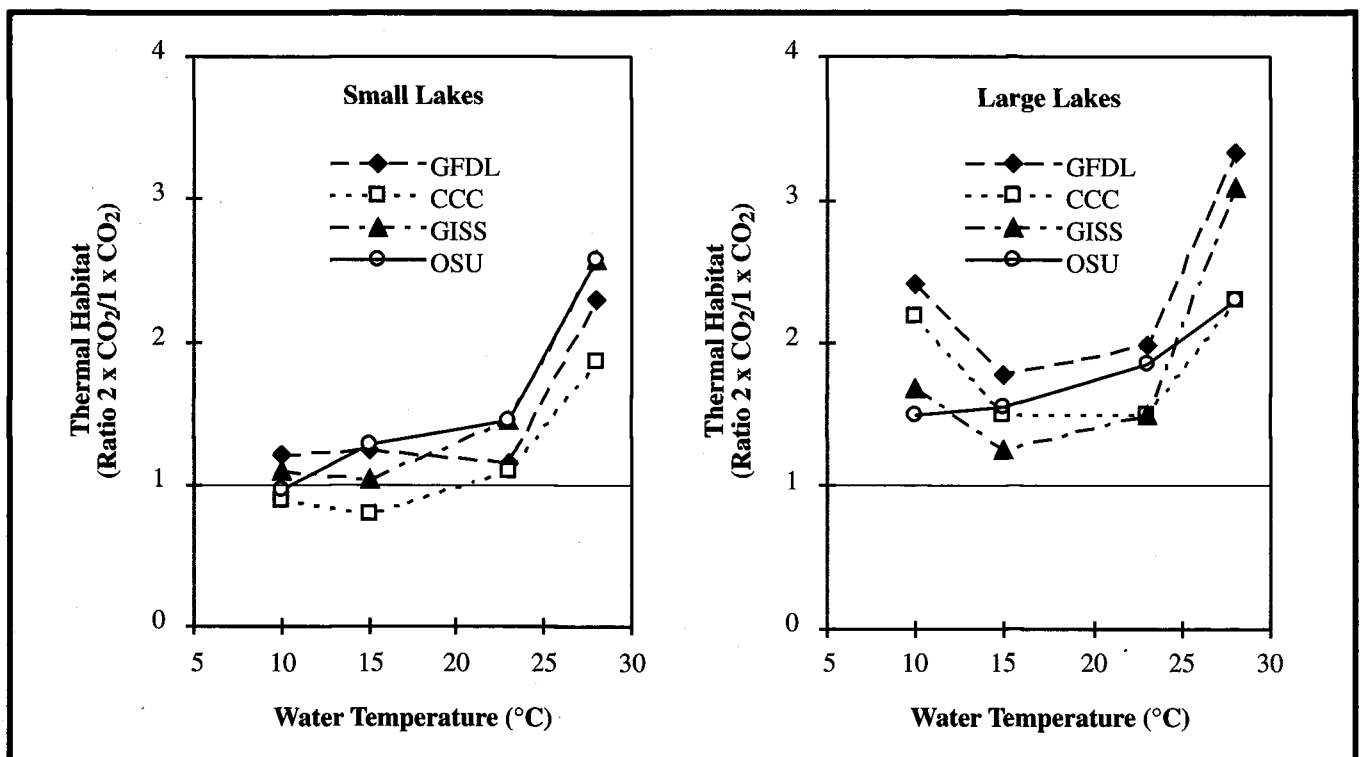 Small Lakes
GFDL
CCC
GISS
OSU
Thermal Habitat
(Ratio 2 x CO2/1 x CO2)
4
3
2
1
0
5 10 15 20 25 30
Water Temperature (°C)
Large Lakes
GFDL
CCC
GISS
OSU
Thermal Habitat
(Ratio 2 x CO2/1 x CO2)
4
3
2
1
0
5 10 15 20 25 30
Water Temperature (°C)